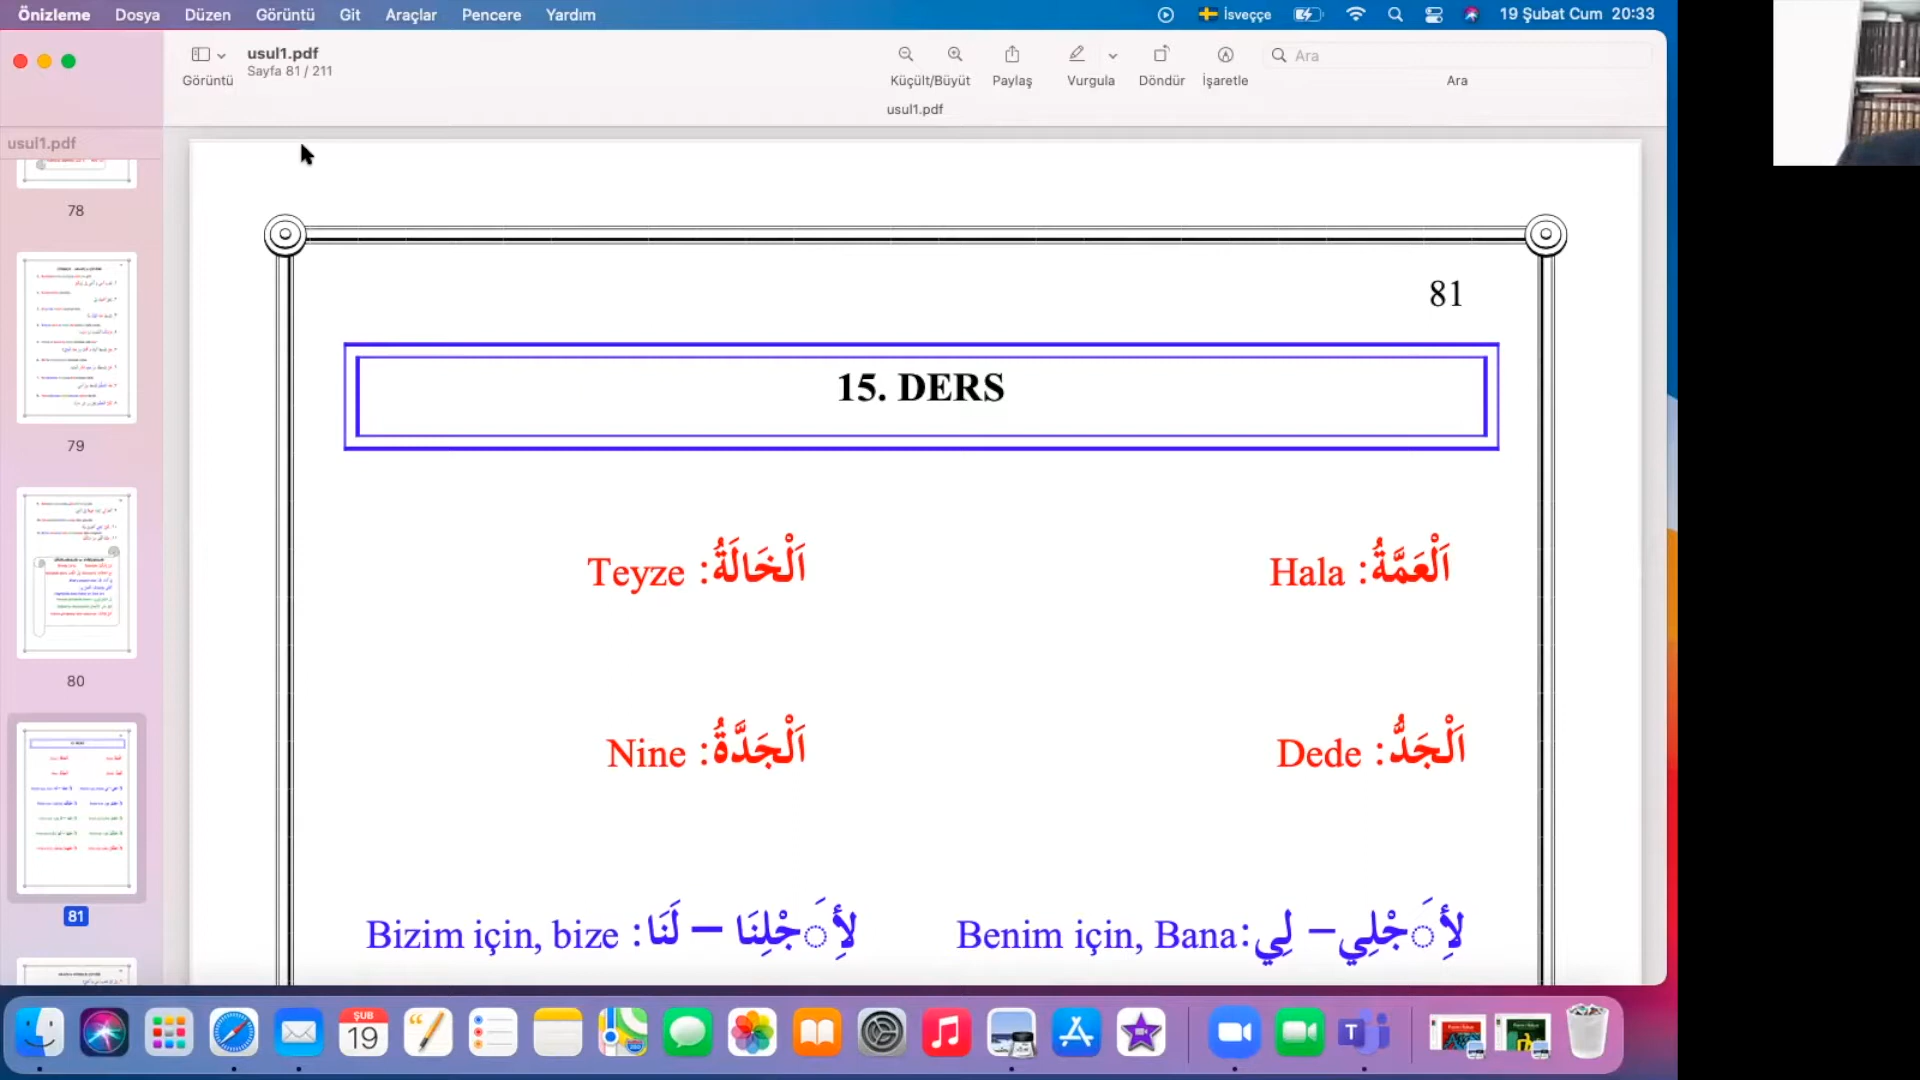 Önizleme Dosya Düzen Görüntü Git Araçlar Pencere Yardım İsveççe 19 Şubat Cum 20:33
usul1.pdf
Sayfa 81 / 211
Görüntü Küçült/Büyüt Paylaş Vurgula Döndür İşaretle Ara
Ara
usul1.pdf
usul1.pdf
78
79
80
81
81
15. DERS
اَلْعَمَّةُ: Hala
اَلْخَالَةُ: Teyze
اَلْجَدُّ: Dede
اَلْجَدَّةُ: Nine
لِأَجْلِي – لِي: Benim için, Bana
لِأَجْلِنَا – لَنَا: Bizim için, bize
ŞUB
19
T